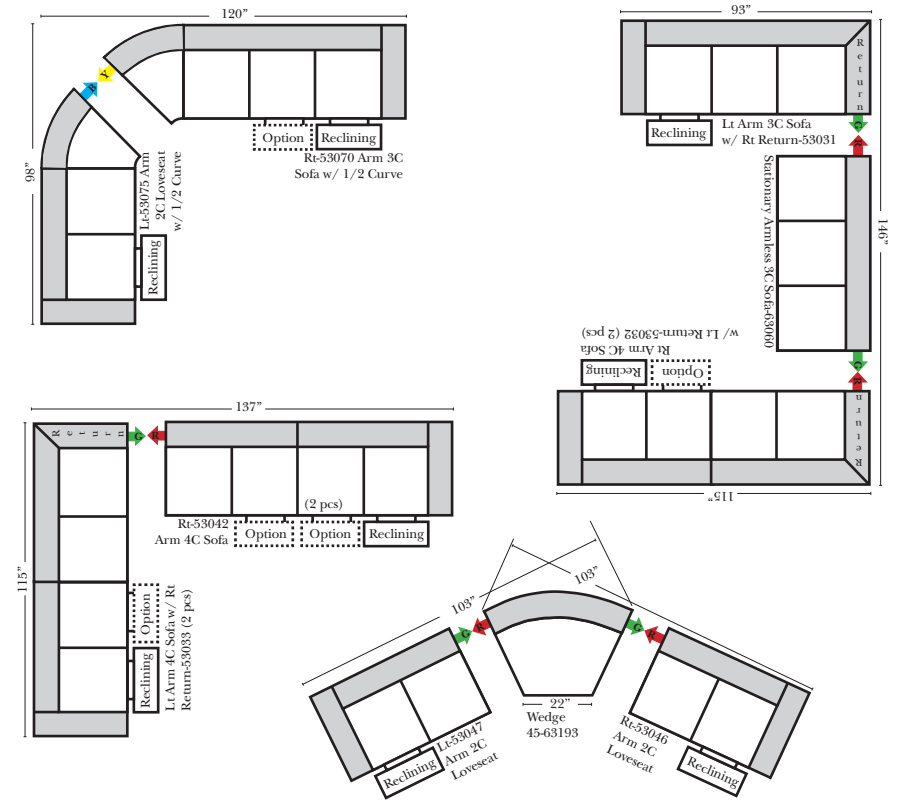 120”
98”
B
Y
Option
Reclining
Rt-53070 Arm 3C
Sofa w/ 1/2 Curve
Lt-53075 Arm
2C Loveseat
w/ 1/2 Curve
Reclining
93”
Return
G
R
Reclining
Lt Arm 3C Sofa
w/ Rt Return-53031
Stationary Armless 3C Sofa-63060
146”
G
R
Rt Arm 4C Sofa
w/ Lt Return-53032 (2 pcs)
Option
Reclining
Return
115”
137”
Return
G
R
(2 pcs)
Rt-53042
Arm 4C Sofa
Option
Option
Reclining
115”
Option
Reclining
Lt Arm 4C Sofa w/ Rt
Return-53033 (2 pcs)
103”
103”
G
R
G
R
22”
Wedge
45-63193
Lt-53047
Arm 2C
Loveseat
Reclining
Rt-53046
Arm 2C
Loveseat
Reclining